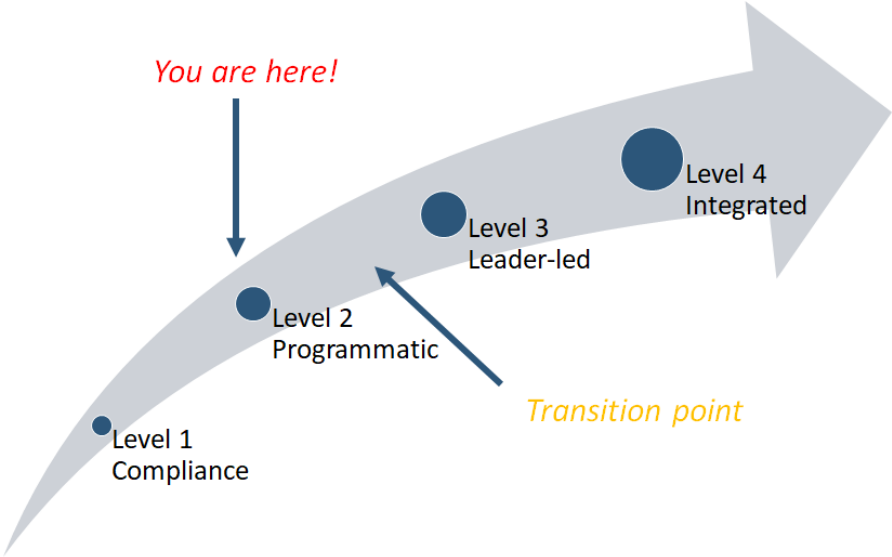 You are here!
Level 4
Integrated
Level 3
Leader-led
Level 2
Programmatic
Transition point
Level 1
Compliance